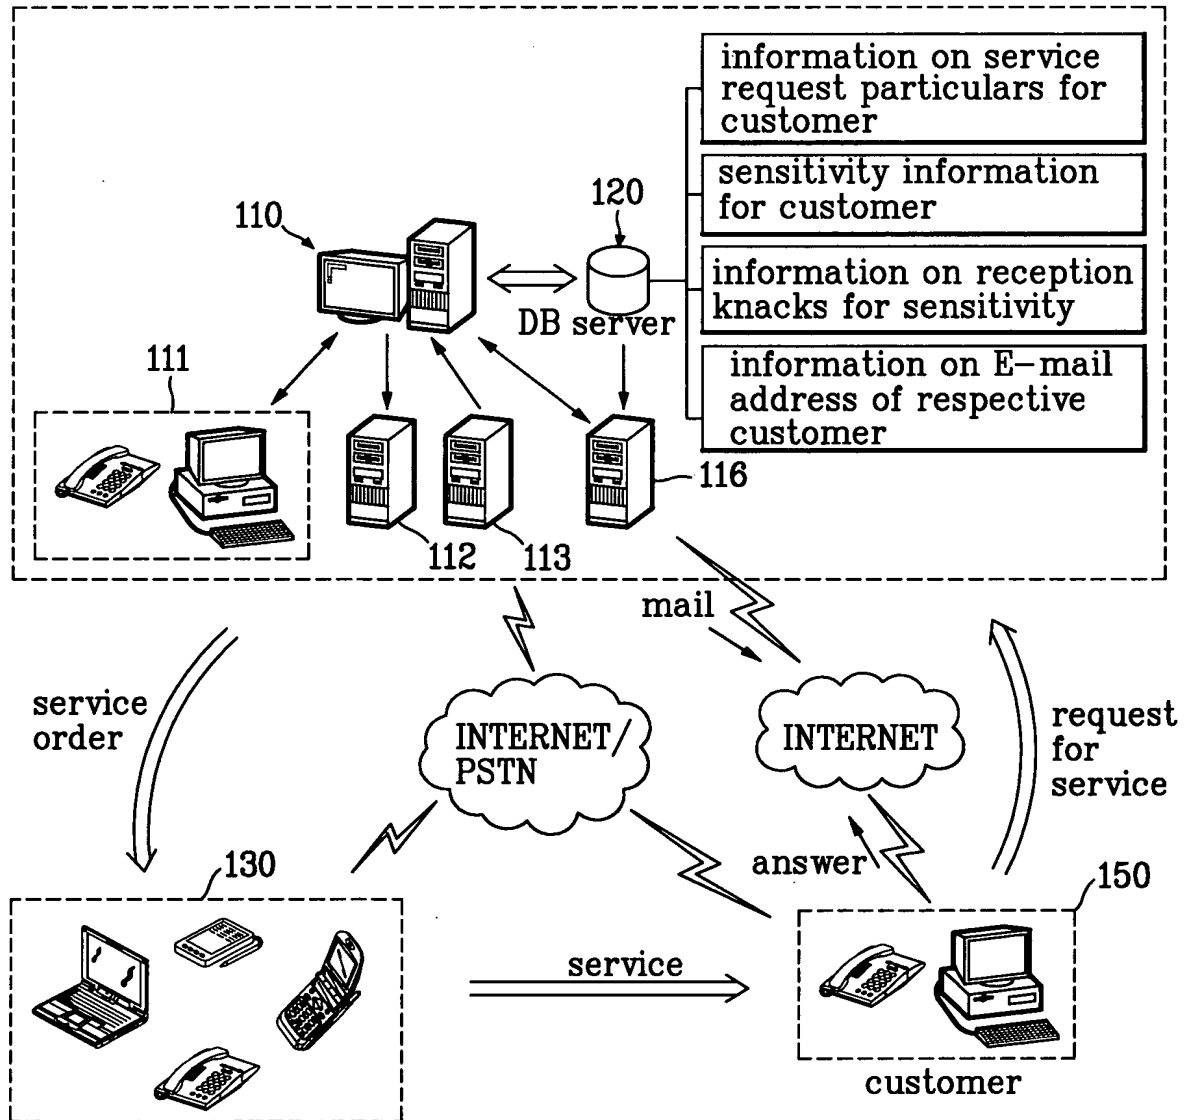 information on service
request particulars for
customer
sensitivity information
for customer
120
110
information on reception
knacks for sensitivity
DB server
111
information on E-mail
address of respective
customer
116
112
113
mail
service
order
INTERNET/
PSTN
INTERNET
request
for
service
answer
130
150
service
customer